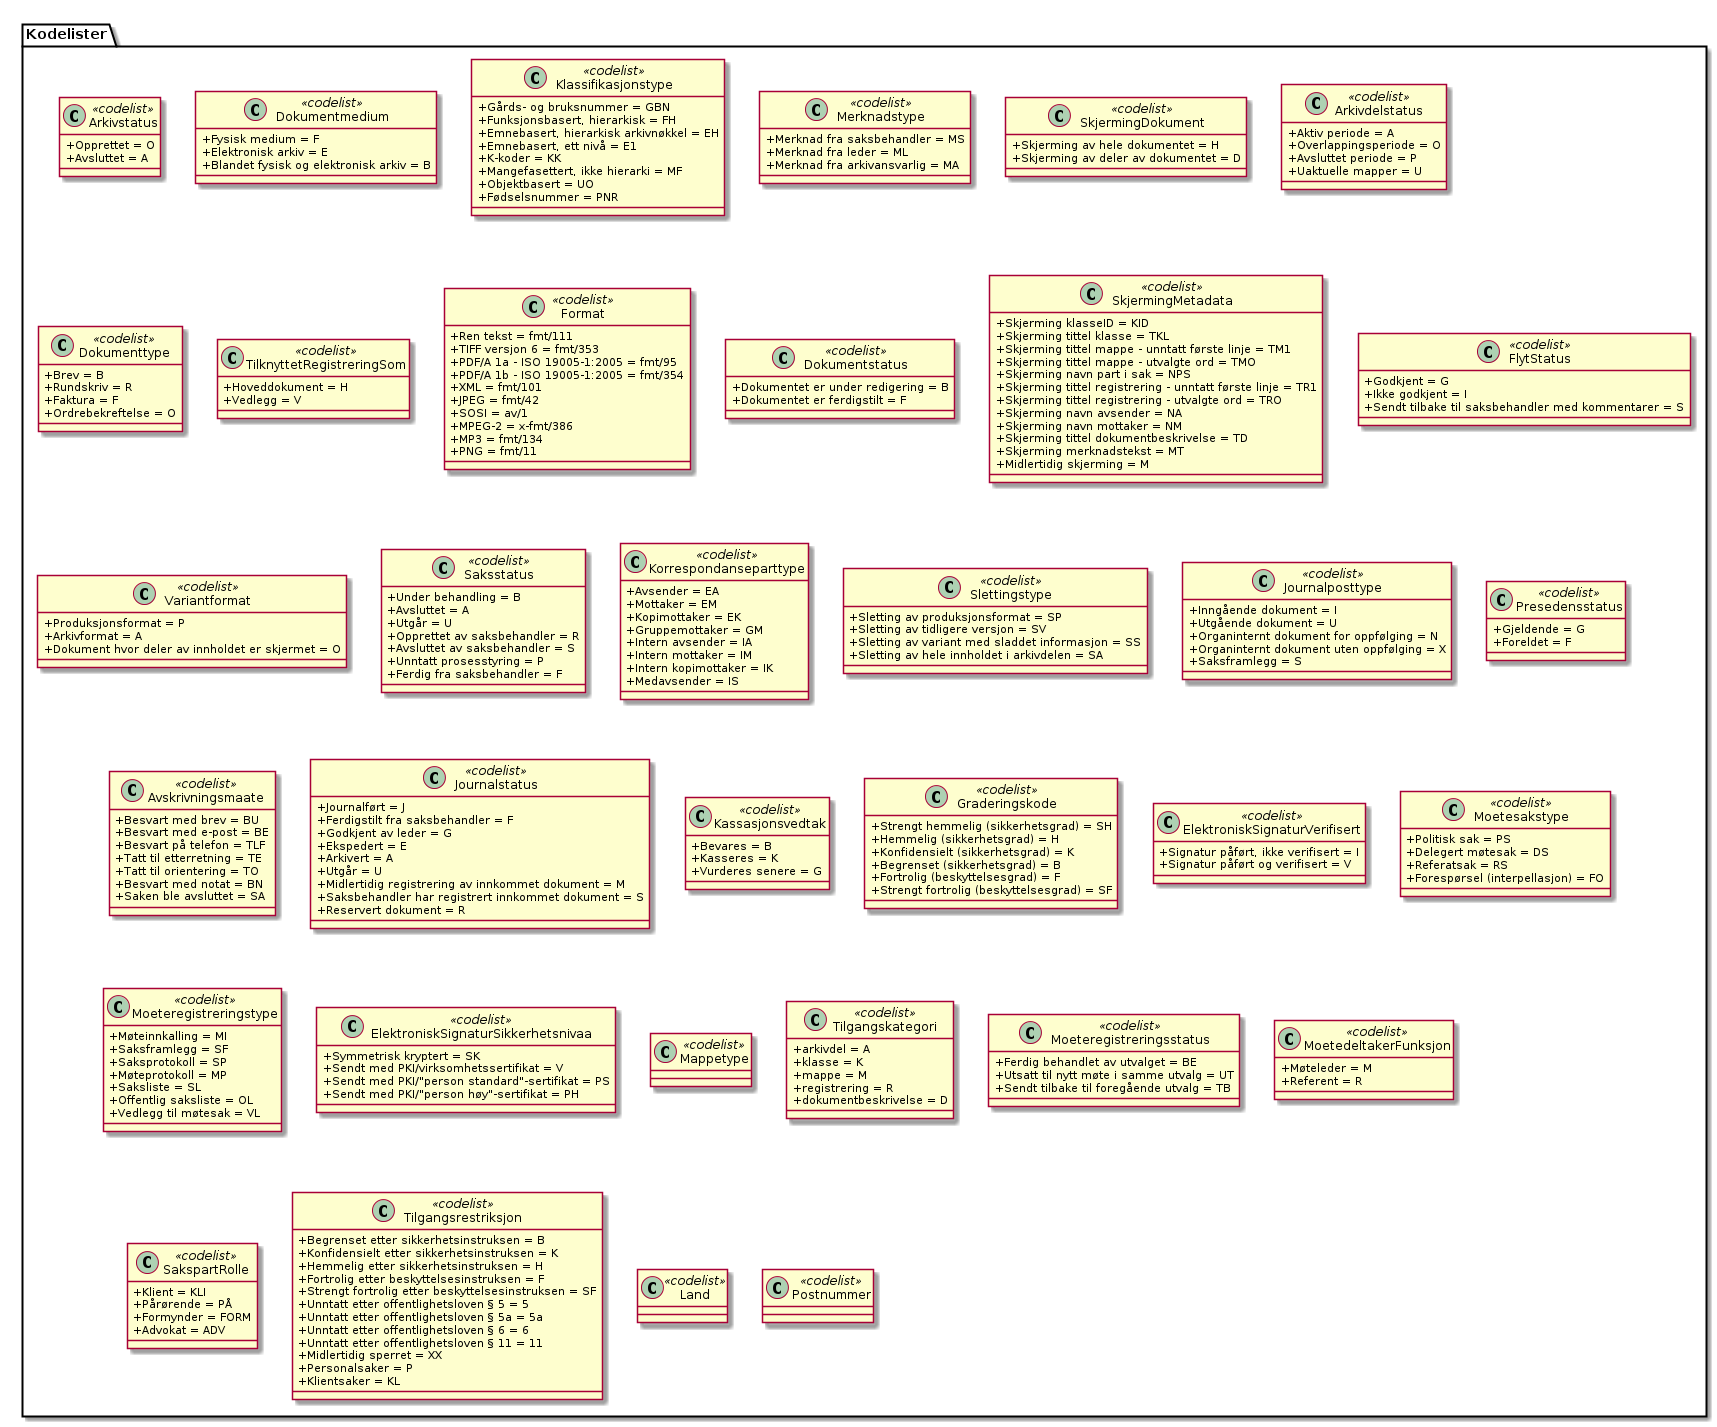 Kodelister
C «codelist»
Arkivstatus
+Opprettet = O
+Avsluttet = A
C «codelist»
Dokumentmedium
+Fysisk medium = F
+Elektronisk arkiv = E
+Blandet fysisk og elektronisk arkiv = B
C «codelist»
Klassifikasjonstype
+Gårds- og bruksnummer = GBN
+Funksjonsbasert, hierarkisk = FH
+Emnebasert, hierarkisk arkivnøkkel = EH
+Emnebasert, ett nivå = E1
+K-koder = KK
+Mangefasettert, ikke hierarki = MF
+Objektbasert = UO
+Fødselsnummer = PNR
C «codelist»
Merknadstype
+Merknad fra saksbehandler = MS
+Merknad fra leder = ML
+Merknad fra arkivansvarlig = MA
C «codelist»
SkjermingDokument
+Skjerming av hele dokumentet = H
+Skjerming av deler av dokumentet = D
C «codelist»
Arkivdelstatus
+Aktiv periode = A
+Overlappingsperiode = O
+Avsluttet periode = P
+Uaktuelle mapper = U
C «codelist»
Dokumenttype
+Brev = B
+Rundskriv = R
+Faktura = F
+Ordrebekreftelse = O
C «codelist»
TilknyttetRegistreringSom
+Hoveddokument = H
+Vedlegg = V
C «codelist»
Format
+Ren tekst = fmt/111
+TIFF versjon 6 = fmt/353
+PDF/A 1a - ISO 19005-1:2005 = fmt/95
+PDF/A 1b - ISO 19005-1:2005 = fmt/354
+XML = fmt/101
+JPEG = fmt/42
+SOSI = av/1
+MPEG-2 = x-fmt/386
+MP3 = fmt/134
+PNG = fmt/11
C «codelist»
Dokumentstatus
+Dokumentet er under redigering = B
+Dokumentet er ferdigstilt = F
C «codelist»
SkjermingMetadata
+Skjerming klasseID = KID
+Skjerming tittel klasse = TKL
+Skjerming tittel mappe - unntatt første linje = TM1
+Skjerming tittel mappe - utvalgte ord = TMO
+Skjerming navn part i sak = NPS
+Skjerming tittel registrering - unntatt første linje = TR1
+Skjerming tittel registrering - utvalgte ord = TRO
+Skjerming navn avsender = NA
+Skjerming navn mottaker = NM
+Skjerming tittel dokumentbeskrivelse = TD
+Skjerming merknadstekst = MT
+Midlertidig skjerming = M
C «codelist»
FlytStatus
+Godkjent = G
+Ikke godkjent = I
+Sendt tilbake til saksbehandler med kommentarer = S
C «codelist»
Variantformat
+Produksjonsformat = P
+Arkivformat = A
+Dokument hvor deler av innholdet er skjermet = O
C «codelist»
Saksstatus
+Under behandling = B
+Avsluttet = A
+Utgår = U
+Opprettet av saksbehandler = R
+Avsluttet av saksbehandler = S
+Unntatt prosesstyring = P
+Ferdig fra saksbehandler = F
C «codelist»
Korrespondanseparttype
+Avsender = EA
+Mottaker = EM
+Kopimottaker = EK
+Gruppemottaker = GM
+Intern avsender = IA
+Intern mottaker = IM
+Intern kopimottaker = IK
+Medavsender = IS
C «codelist»
Slettingstype
+Sletting av produksjonsformat = SP
+Sletting av tidligere versjon = SV
+Sletting av variant med sladdet informasjon = SS
+Sletting av hele innholdet i arkivdelen = SA
C «codelist»
Journalposttype
+Inngående dokument = I
+Utgående dokument = U
+Organinternt dokument for oppfølging = N
+Organinternt dokument uten oppfølging = X
+Saksframlegg = S
C «codelist»
Presedensstatus
+Gjeldende = G
+Foreldet = F
C «codelist»
Avskrivningsmaate
+Besvart med brev = BU
+Besvart med e-post = BE
+Besvart på telefon = TLF
+Tatt til etterretning = TE
+Tatt til orientering = TO
+Besvart med notat = BN
+Saken ble avsluttet = SA
C «codelist»
Journalstatus
+Journalført = J
+Ferdigstilt fra saksbehandler = F
+Godkjent av leder = G
+Ekspedert = E
+Arkivert = A
+Utgår = U
+Midlertidig registrering av innkommet dokument = M
+Saksbehandler har registrert innkommet dokument = S
+Reservert dokument = R
C «codelist»
Kassasjonsvedtak
+Bevares = B
+Kasseres = K
+Vurderes senere = G
C «codelist»
Graderingskode
+Strengt hemmelig (sikkerhetsgrad) = SH
+Hemmelig (sikkerhetsgrad) = H
+Konfidensielt (sikkerhetsgrad) = K
+Begrenset (sikkerhetsgrad) = B
+Fortrolig (beskyttelsesgrad) = F
+Strengt fortrolig (beskyttelsesgrad) = SF
C «codelist»
ElektroniskSignaturVerifisert
+Signatur påført, ikke verifisert = I
+Signatur påført og verifisert = V
C «codelist»
Moetesakstype
+Politisk sak = PS
+Delegert møtesak = DS
+Referatsak = RS
+Forespørsel (interpellasjon) = FO
C «codelist»
Moeteregistreringstype
+Møteinnkalling = MI
+Saksframlegg = SF
+Saksprotokoll = SP
+Møteprotokoll = MP
+Saksliste = SL
+Offentlig saksliste = OL
+Vedlegg til møtesak = VL
C «codelist»
ElektroniskSignaturSikkerhetsnivaa
+Symmetrisk kryptert = SK
+Sendt med PKI/virksomhetssertifikat = V
+Sendt med PKI/"person standard"-sertifikat = PS
+Sendt med PKI/"person høy"-sertifikat = PH
C «codelist»
Mappetype
C «codelist»
Tilgangskategori
+arkivdel = A
+klasse = K
+mappe = M
+registrering = R
+dokumentbeskrivelse = D
C «codelist»
Moeteregistreringsstatus
+Ferdig behandlet av utvalget = BE
+Utsatt til nytt møte i samme utvalg = UT
+Sendt tilbake til foregående utvalg = TB
C «codelist»
MoetedeltakerFunksjon
+Møteleder = M
+Referent = R
C «codelist»
SakspartRolle
+Klient = KLI
+Pårørende = PÅ
+Formynder = FORM
+Advokat = ADV
C «codelist»
Tilgangsrestriksjon
+Begrenset etter sikkerhetsinstruksen = B
+Konfidensielt etter sikkerhetsinstruksen = K
+Hemmelig etter sikkerhetsinstruksen = H
+Fortrolig etter beskyttelsesinstruksen = F
+Strengt fortrolig etter beskyttelsesinstruksen = SF
+Unntatt etter offentlighetsloven § 5 = 5
+Unntatt etter offentlighetsloven § 5a = 5a
+Unntatt etter offentlighetsloven § 6 = 6
+Unntatt etter offentlighetsloven § 11 = 11
+Midlertidig sperret = XX
+Personalsaker = P
+Klientsaker = KL
C «codelist»
Land
C «codelist»
Postnummer